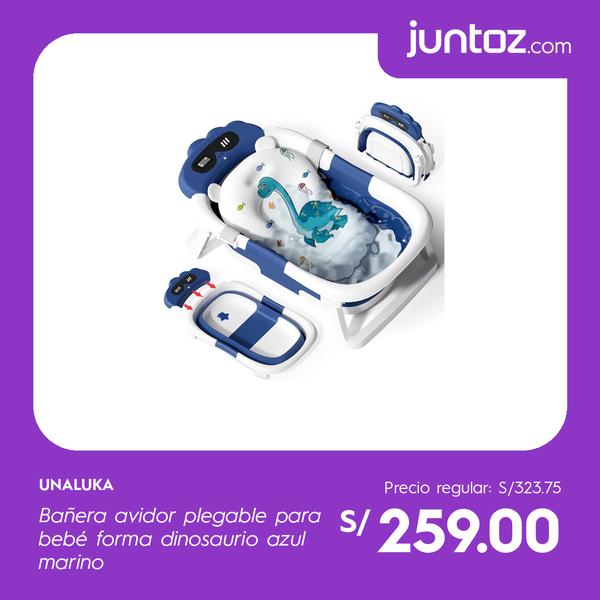 juntoz.com
UNALUKA
Bañera avidor plegable para
bebé forma dinosaurio azul
marino
Precio regular: S/323.75
S/ 259.00